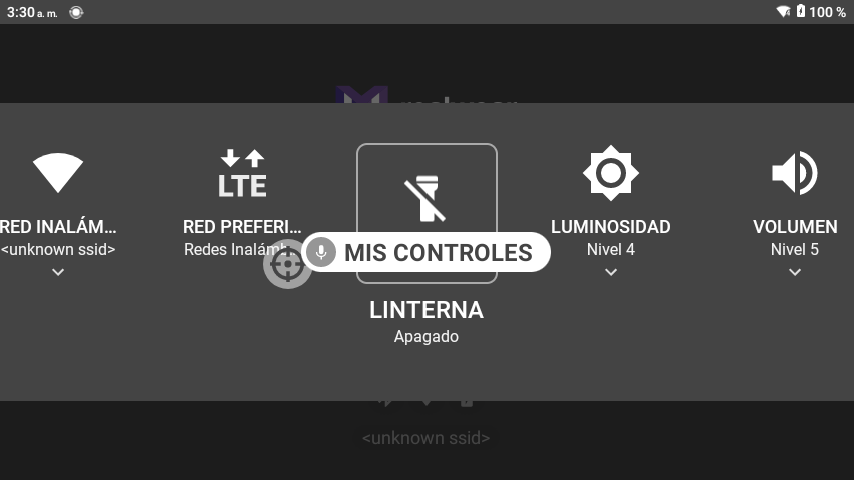 3:30 a. m.
100 %
RED INALÁM…
RED PREFERI…
LUMINOSIDAD
VOLUMEN
<unknown ssid>
Redes Inalámb…
Nivel 4
Nivel 5
LTE
MIS CONTROLES
LINTERNA
Apagado
<unknown ssid>